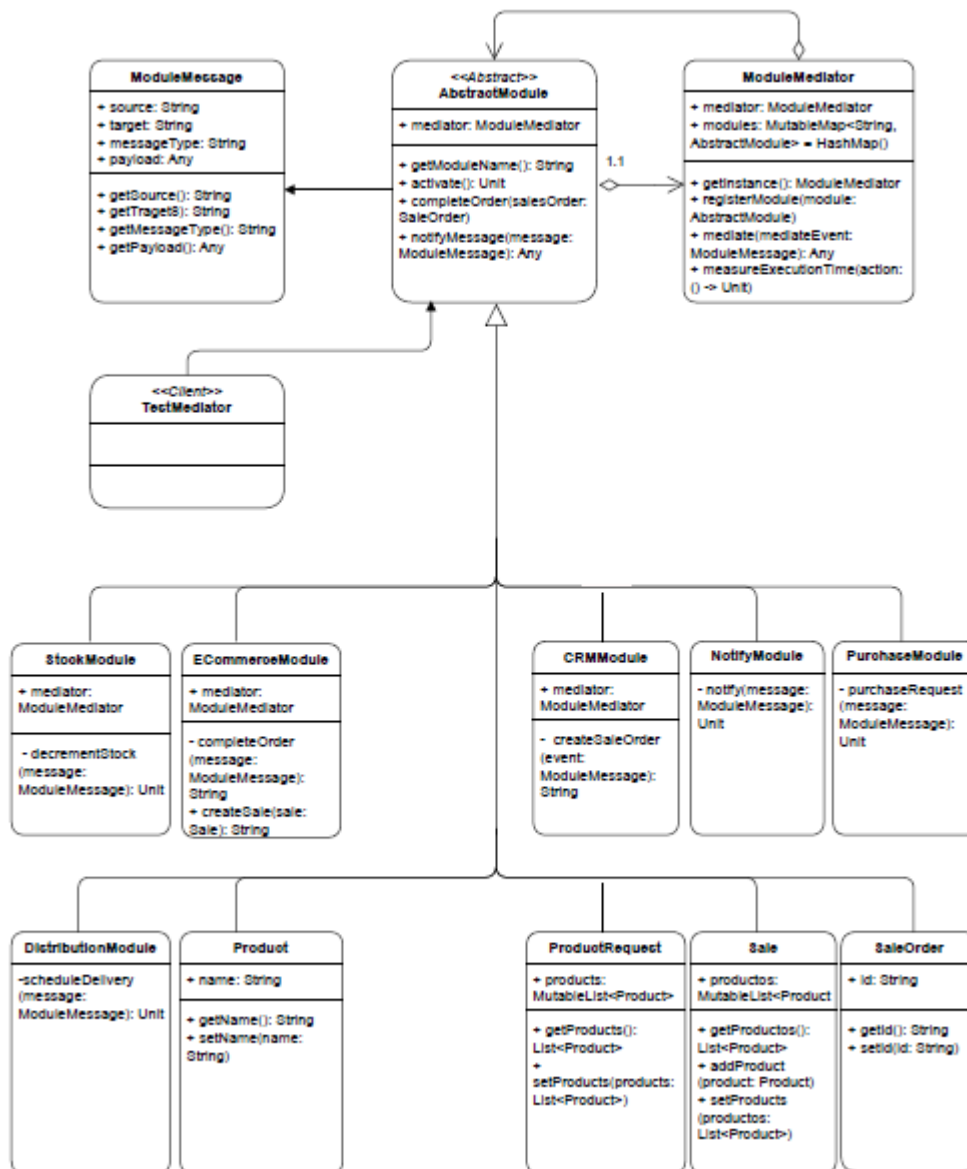 ModuleMessage
+ source: String
+ target: String
+ messageType: String
+ payload: Any
+ getSource(): String
+ getTraget8): String
+ getMessageType(): String
+ getPayload(): Any
<<Abstract>>
AbstractModule
+ mediator: ModuleMediator
+ getModuleName(): String
+ activate(): Unit
+ completeOrder(salesOrder:
SaleOrder)
+ notifyMessage(message:
ModuleMessage): Any
1.1
ModuleMediator
+ mediator: ModuleMediator
+ modules: MutableMap<String,
AbstractModule> = HashMap()
+ getInstance(): ModuleMediator
+ registerModule(module:
AbstractModule)
+ mediate(mediateEvent:
ModuleMessage): Any
+ measureExecutionTime(action:
() -> Unit)
<<Client>>
TestMediator
StockModule
+ mediator:
ModuleMediator
- decrementStock
(message:
ModuleMessage): Unit
ECommerceModule
+ mediator:
ModuleMediator
- completeOrder
(message:
ModuleMessage):
String
+ createSale(sale:
Sale): String
CRMModule
+ mediator:
ModuleMediator
- createSaleOrder
(event:
ModuleMessage):
String
NotifyModule
- notify(message:
ModuleMessage):
Unit
PurchaseModule
- purchaseRequest
(message:
ModuleMessage):
Unit
DistributionModule
-scheduleDelivery
(message:
ModuleMessage): Unit
Product
+ name: String
+ getName(): String
+ setName(name:
String)
ProductRequest
+ products:
MutableList<Product>
+ getProducts():
List<Product>
+
setProducts(products:
List<Product>)
Sale
+ productos:
MutableList<Product
+ getProductos():
List<Product>
+ addProduct
(product: Product)
+ setProducts
(productos:
List<Product>)
SaleOrder
+ id: String
+ getId(): String
+ setId(id: String)